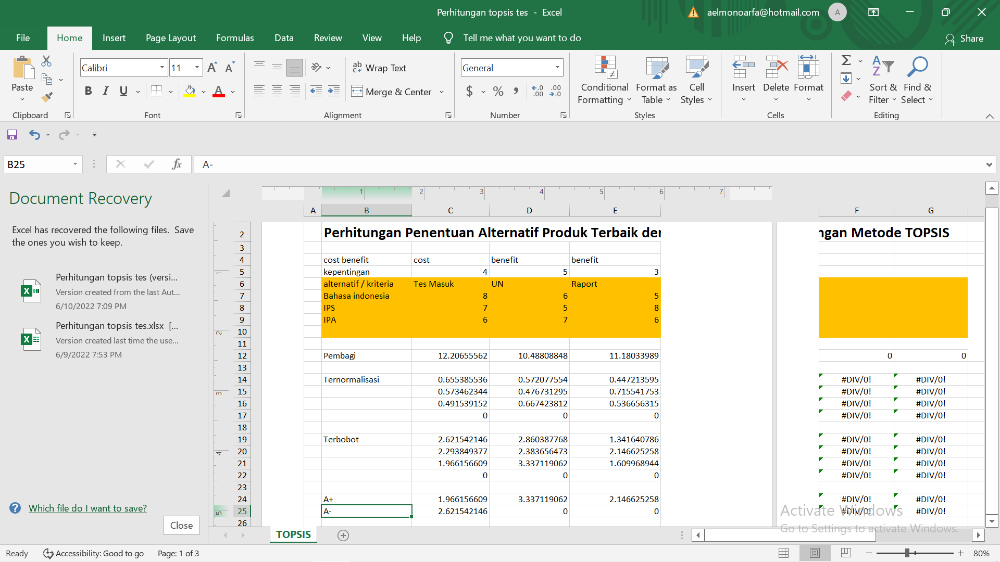 Perhitungan topsis tes - Excel
aelmonoarfa@hotmail.com
A
File Home Insert Page Layout Formulas Data Review View Help Tell me what you want to do
Share
Paste
Clipboard
Calibri 11
B I U
Font
Wrap Text
Merge & Center
Alignment
General
$ % ,
Number
Conditional Formatting
Format as Table
Cell Styles
Styles
Insert Delete Format
Cells
Sort & Filter
Find & Select
Editing
B25 fx A-
Document Recovery
Excel has recovered the following files. Save
the ones you wish to keep.
Perhitungan topsis tes (versi...
Version created from the last Aut...
6/10/2022 7:09 PM
Perhitungan topsis tes.xlsx [...
Version created last time the use...
6/9/2022 7:53 PM
Which file do I want to save?
Close
1 2 3 4 5 6 7
A B C D E F G
2 Perhitungan Penentuan Alternatif Produk Terbaik der ngan Metode TOPSIS
3
4 cost benefit cost benefit benefit
5 kepentingan 4 5 3
6 alternatif / kriteria Tes Masuk UN Raport
7 Bahasa indonesia 8 6 5
8 IPS 7 5 8
9 IPA 6 7 6
10
11
12 Pembagi 12.20655562 10.48808848 11.18033989 0 0
13
14 Ternormalisasi 0.655385536 0.572077554 0.447213595 #DIV/0! #DIV/0!
15 0.573462344 0.476731295 0.715541753 #DIV/0! #DIV/0!
16 0.491539152 0.667423812 0.536656315 #DIV/0! #DIV/0!
17 0 0 0 #DIV/0! #DIV/0!
18
19 Terbobot 2.621542146 2.860387768 1.341640786 #DIV/0! #DIV/0!
20 2.293849377 2.383656473 2.146625258 #DIV/0! #DIV/0!
21 1.966156609 3.337119062 1.609968944 #DIV/0! #DIV/0!
22 0 0 0 #DIV/0! #DIV/0!
23
24 A+ 1.966156609 3.337119062 2.146625258 #DIV/0! #DIV/0!
25 A- 2.621542146 0 0 #DIV/0! #DIV/0!
26
1
2
3
4
5
Activate Windows
Go to Settings to activate Windows.
TOPSIS
Ready Accessibility: Good to go Page: 1 of 3
80%